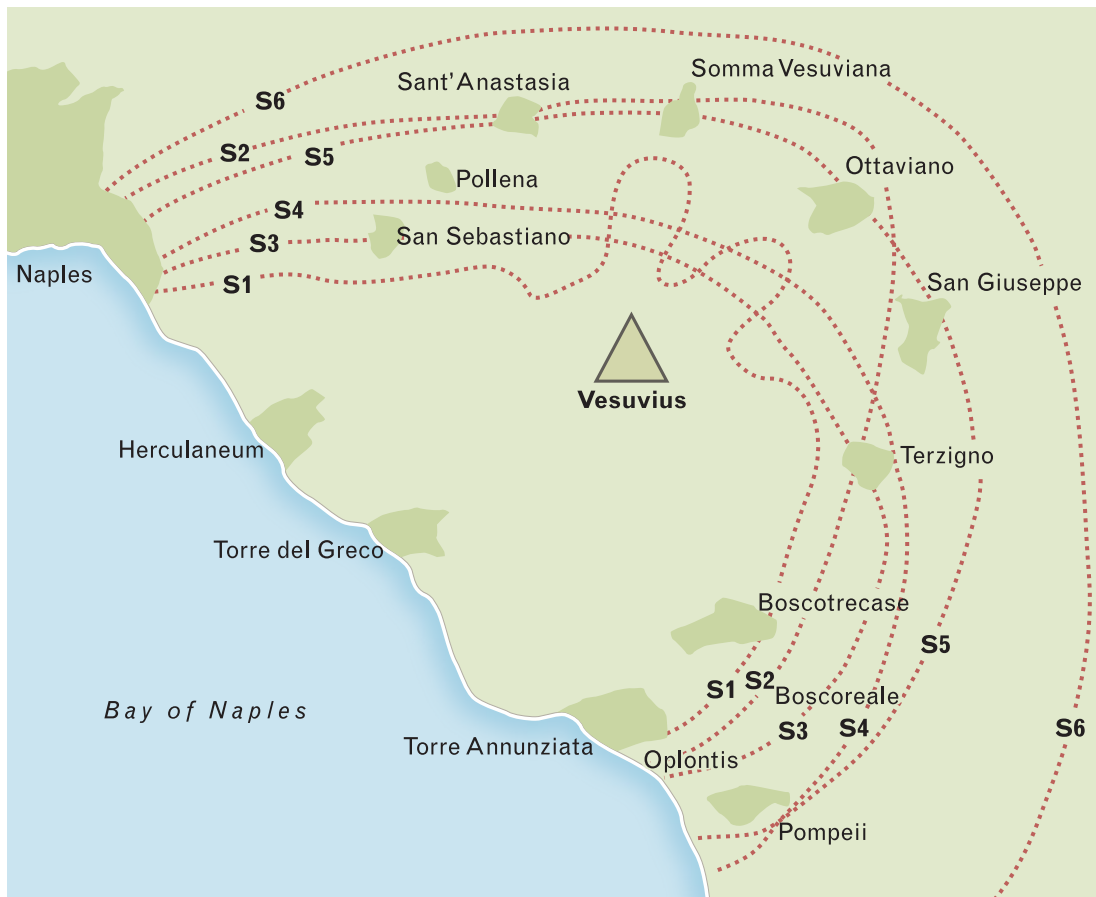 Somma Vesuviana
Sant'Anastasia
S6
S2
S5
Ottaviano
Pollena
S4
San Sebastiano
S3
Naples
S1
San Giuseppe
Vesuvius
Herculaneum
Terzigno
Torre del Greco
Boscotrecase
S5
S1
S2
Boscoreale
Bay of Naples
S3
S4
S6
Torre Annunziata
Oplontis
Pompeii